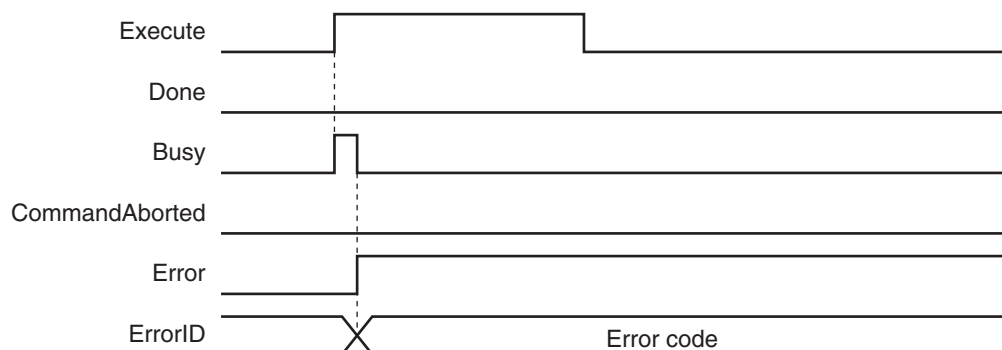 Execute
Done
Busy
CommandAborted
Error
ErrorID
Error code